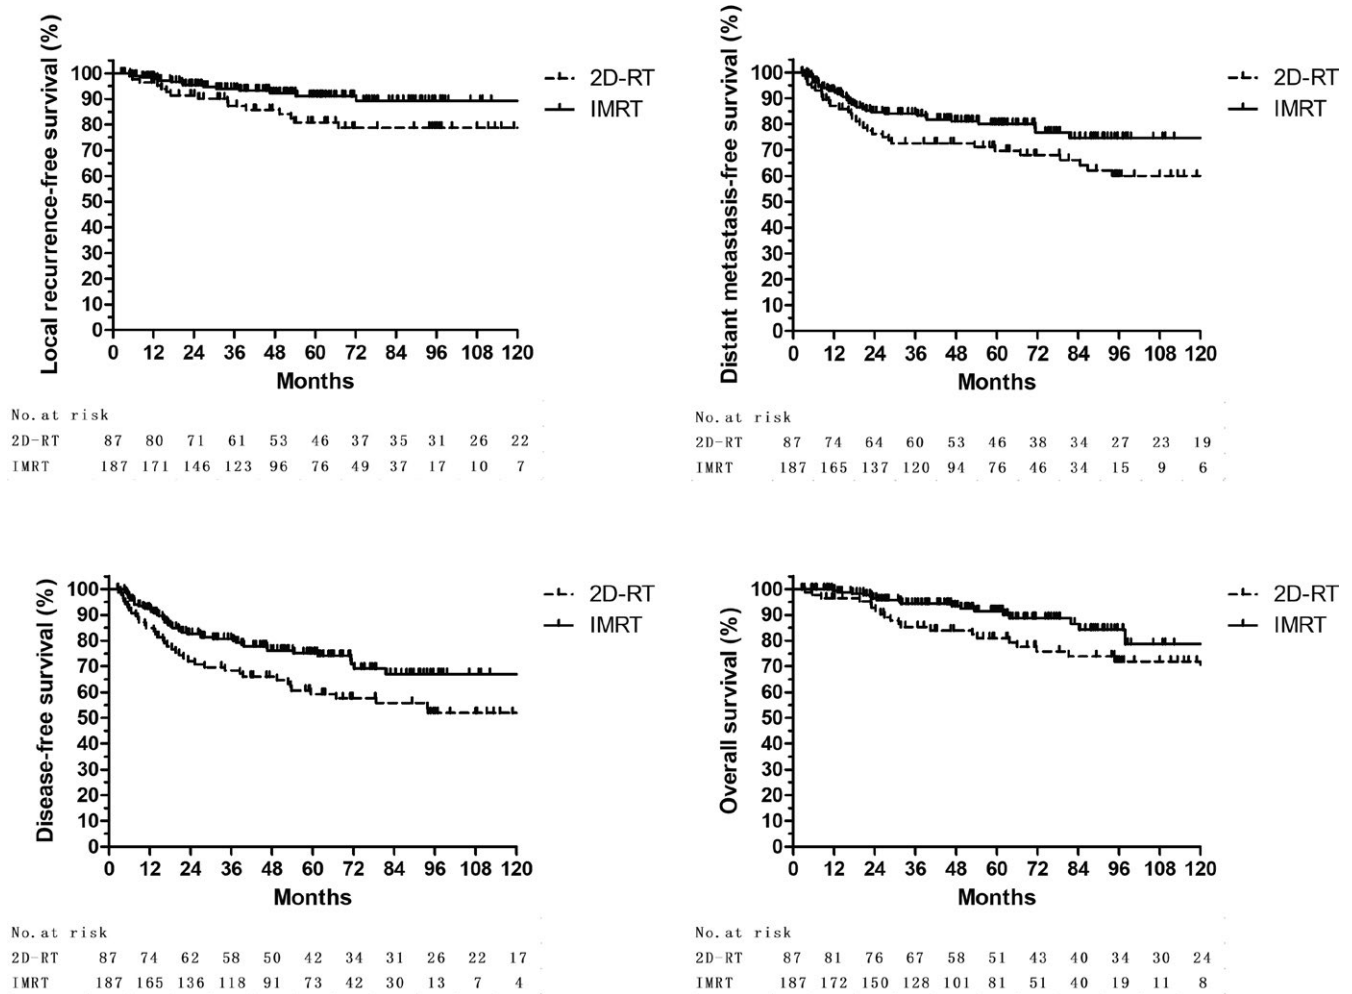 Local recurrence-free survival (%)
100
90
80
70
60
50
40
30
20
10
0
0 12 24 36 48 60 72 84 96 108 120
Months
2D-RT
IMRT
No. at risk
2D-RT 87 80 71 61 53 46 37 35 31 26 22
IMRT 187 171 146 123 96 76 49 37 17 10 7
Distant metastasis-free survival (%)
100
90
80
70
60
50
40
30
20
10
0
0 12 24 36 48 60 72 84 96 108 120
Months
2D-RT
IMRT
No. at risk
2D-RT 87 74 64 60 53 46 38 34 27 23 19
IMRT 187 165 137 120 94 76 46 34 15 9 6
Disease-free survival (%)
100
90
80
70
60
50
40
30
20
10
0
0 12 24 36 48 60 72 84 96 108 120
Months
2D-RT
IMRT
No. at risk
2D-RT 87 74 62 58 50 42 34 31 26 22 17
IMRT 187 165 136 118 91 73 42 30 13 7 4
Overall survival (%)
100
90
80
70
60
50
40
30
20
10
0
0 12 24 36 48 60 72 84 96 108 120
Months
2D-RT
IMRT
No. at risk
2D-RT 87 81 76 67 58 51 43 40 34 30 24
IMRT 187 172 150 128 101 81 51 40 19 11 8